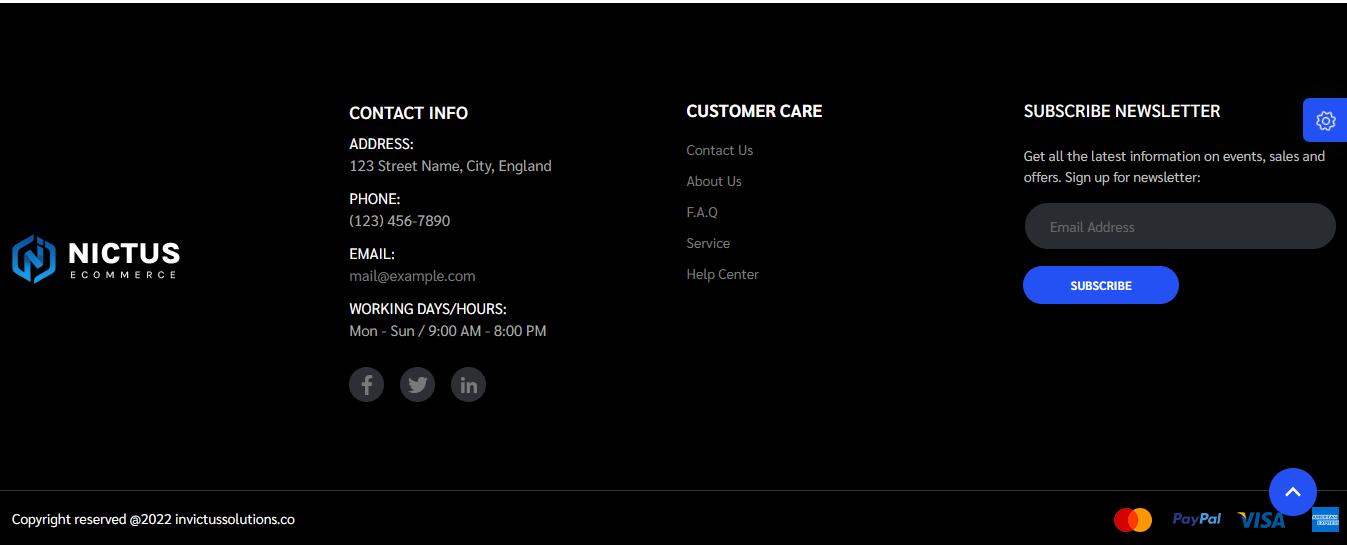 NICTUS
ECOMMERCE
CONTACT INFO
ADDRESS:
123 Street Name, City, England
PHONE:
(123) 456-7890
EMAIL:
mail@example.com
WORKING DAYS/HOURS:
Mon - Sun / 9:00 AM - 8:00 PM
CUSTOMER CARE
Contact Us
About Us
F.A.Q
Service
Help Center
SUBSCRIBE NEWSLETTER
Get all the latest information on events, sales and
offers. Sign up for newsletter:
Email Address
SUBSCRIBE
Copyright reserved @2022 invictussolutions.co
PayPal
VISA
AMERICAN
EXPRESS